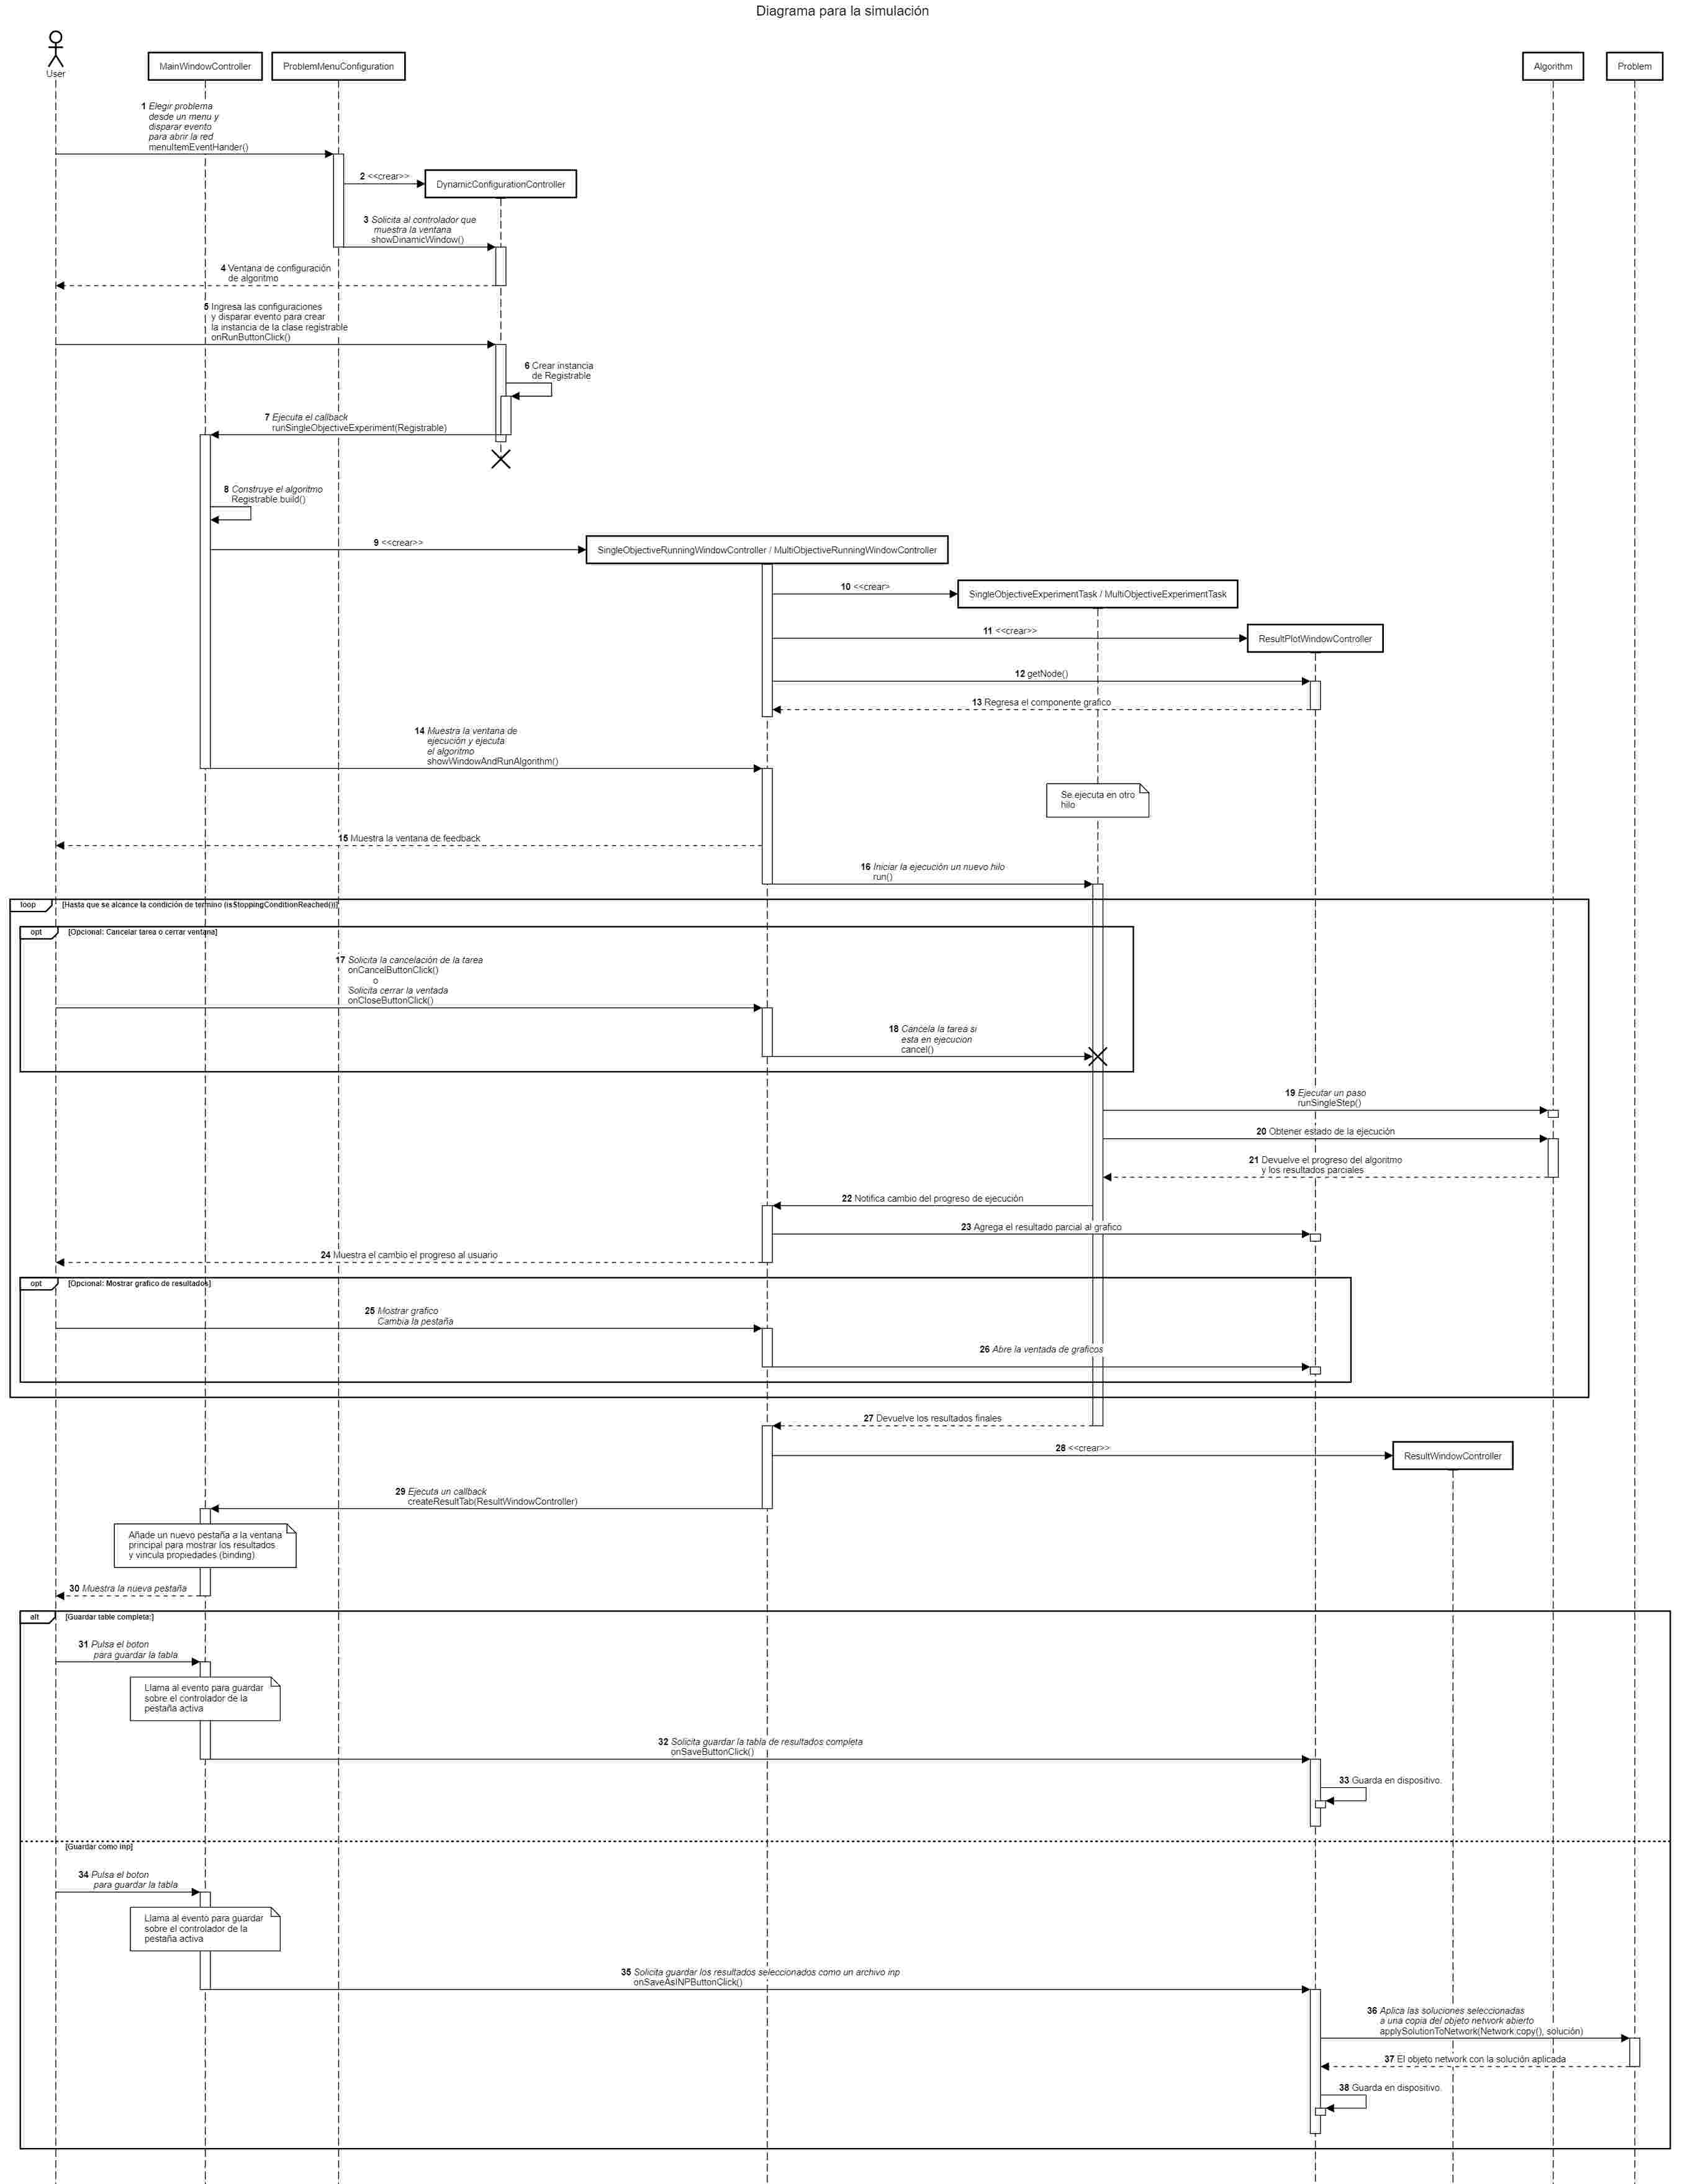 Diagrama para la simulación
User
MainWindowController
ProblemMenuConfiguration
Algorithm
Problem
1 Elegir problema
desde un menu y
disparar evento
para abrir la red
menuItemEventHander()
2 <<crear>>
DynamicConfigurationController
3 Solicita al controlador que
muestra la ventana
showDinamicWindow()
4 Ventana de configuración
de algoritmo
5 Ingresa las configuraciones
y disparar evento para crear
la instancia de la clase registrable
onRunButtonClick()
6 Crear instancia
de Registrable
7 Ejecuta el callback
runSingleObjectiveExperiment(Registrable)
8 Construye el algoritmo
Registrable.build()
9 <<crear>>
SingleObjectiveRunningWindowController / MultiObjectiveRunningWindowController
10 <<crear>
SingleObjectiveExperimentTask / MultiObjectiveExperimentTask
11 <<crear>>
ResultPlotWindowController
12 getNode()
13 Regresa el componente grafico
14 Muestra la ventana de
ejecución y ejecuta
el algoritmo
showWindowAndRunAlgorithm()
Se ejecuta en otro
hilo
15 Muestra la ventana de feedback
16 Iniciar la ejecución un nuevo hilo
run()
loop [Hasta que se alcance la condición de termino (isStoppingConditionReached())]
opt [Opcional: Cancelar tarea o cerrar ventana]
17 Solicita la cancelación de la tarea
onCancelButtonClick()
o
Solicita cerrar la ventada
onCloseButtonClick()
18 Cancela la tarea si
esta en ejecucion
cancel()
19 Ejecutar un paso
runSingleStep()
20 Obtener estado de la ejecución
21 Devuelve el progreso del algoritmo
y los resultados parciales
22 Notifica cambio del progreso de ejecución
23 Agrega el resultado parcial al grafico
24 Muestra el cambio el progreso al usuario
opt [Opcional: Mostrar grafico de resultados]
25 Mostrar gráfico
Cambia la pestaña
26 Abre la ventada de graficos
27 Devuelve los resultados finales
28 <<crear>>
ResultWindowController
29 Ejecuta un callback
createResultTab(ResultWindowController)
Añade un nuevo pestaña a la ventana
principal para mostrar los resultados
y vincula propiedades (binding).
30 Muestra la nueva pestaña
alt [Guardar table completa:]
31 Pulsa el boton
para guardar la tabla
Llama al evento para guardar
sobre el controlador de la
pestaña activa
32 Solicita guardar la tabla de resultados completa
onSaveButtonClick()
33 Guarda en dispositivo.
[Guardar como inp]
34 Pulsa el boton
para guardar la tabla
Llama al evento para guardar
sobre el controlador de la
pestaña activa
35 Solicita guardar los resultados seleccionados como un archivo inp
onSaveAsINPButtonClick()
36 Aplica las soluciones seleccionadas
a una copia del objeto network abierto
applySolutionToNetwork(Network.copy(), solución)
37 El objeto network con la solución aplicada
38 Guarda en dispositivo.